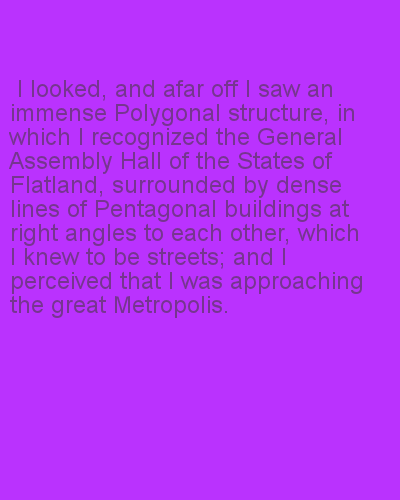 I looked, and afar off I saw an
immense Polygonal structure, in
which I recognized the General
Assembly Hall of the States of
Flatland, surrounded by dense
lines of Pentagonal buildings at
right angles to each other, which
I knew to be streets; and I
perceived that I was approaching
the great Metropolis.